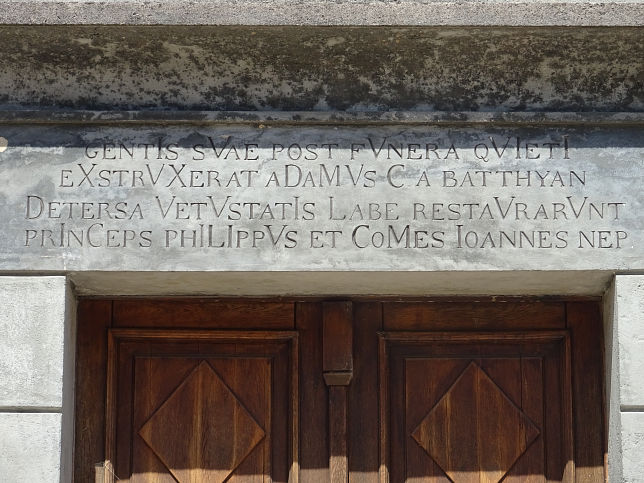 GENTIS SVAE POST FVNERA QVIETI
EXSTRVXERAT ADAMVS C A BATTHYAN
DETERSA VETVSTATIS LABE RESTAVRARVNT
PRINCEPS PHILIPPVS ET COMES IOANNES NEP